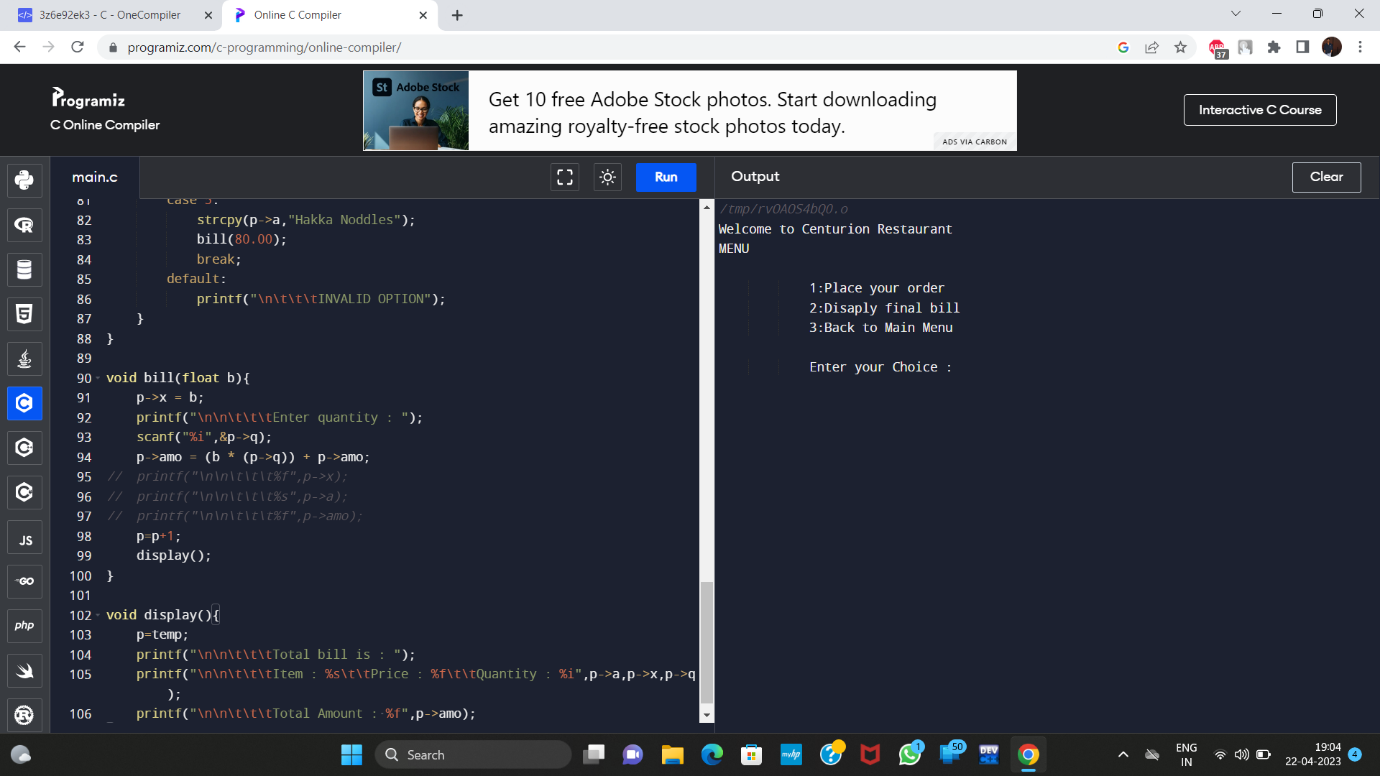 3z6e92ek3 - C - OneCompiler
Online C Compiler
programiz.com/c-programming/online-compiler/
37
Programiz
C Online Compiler
St Adobe Stock
Get 10 free Adobe Stock photos. Start downloading
amazing royalty-free stock photos today.
ADS VIA CARBON
Interactive C Course
main.c
Run
Output
Clear
81 case 5:
82 strcpy(p->a,"Hakka Noddles");
83 bill(80.00);
84 break;
85 default:
86 printf("\n\t\t\tINVALID OPTION");
87 }
88 }
89
90 void bill(float b){
91 p->x = b;
92 printf("\n\n\t\t\tEnter quantity : ");
93 scanf("%i",&p->q);
94 p->amo = (b * (p->q)) + p->amo;
95 // printf("\n\n\t\t\t%f",p->x);
96 // printf("\n\n\t\t\t%s",p->a);
97 // printf("\n\n\t\t\t%f",p->amo);
98 p=p+1;
99 display();
100 }
101
102 void display(){
103 p=temp;
104 printf("\n\n\t\t\tTotal bill is : ");
105 printf("\n\n\t\t\tItem : %s\t\tPrice : %f\t\tQuantity : %i",p->a,p->x,p->q
);
106 printf("\n\n\t\t\tTotal Amount : %f",p->amo);
/tmp/rvOAOS4bQO.o
Welcome to Centurion Restaurant
MENU
1:Place your order
2:Disaply final bill
3:Back to Main Menu
Enter your Choice :
JS
GO
php
Search
myhp
1
50
DEV
ENG
IN
19:04
22-04-2023
4